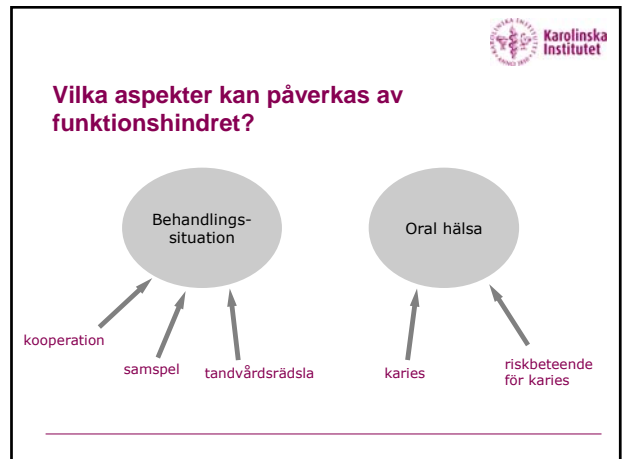 Karolinska
Institutet
Vilka aspekter kan påverkas av
funktionshindret?
Behandlings-
situation
Oral hälsa
kooperation
samspel
tandvårdsrädsla
karies
riskbeteende
för karies